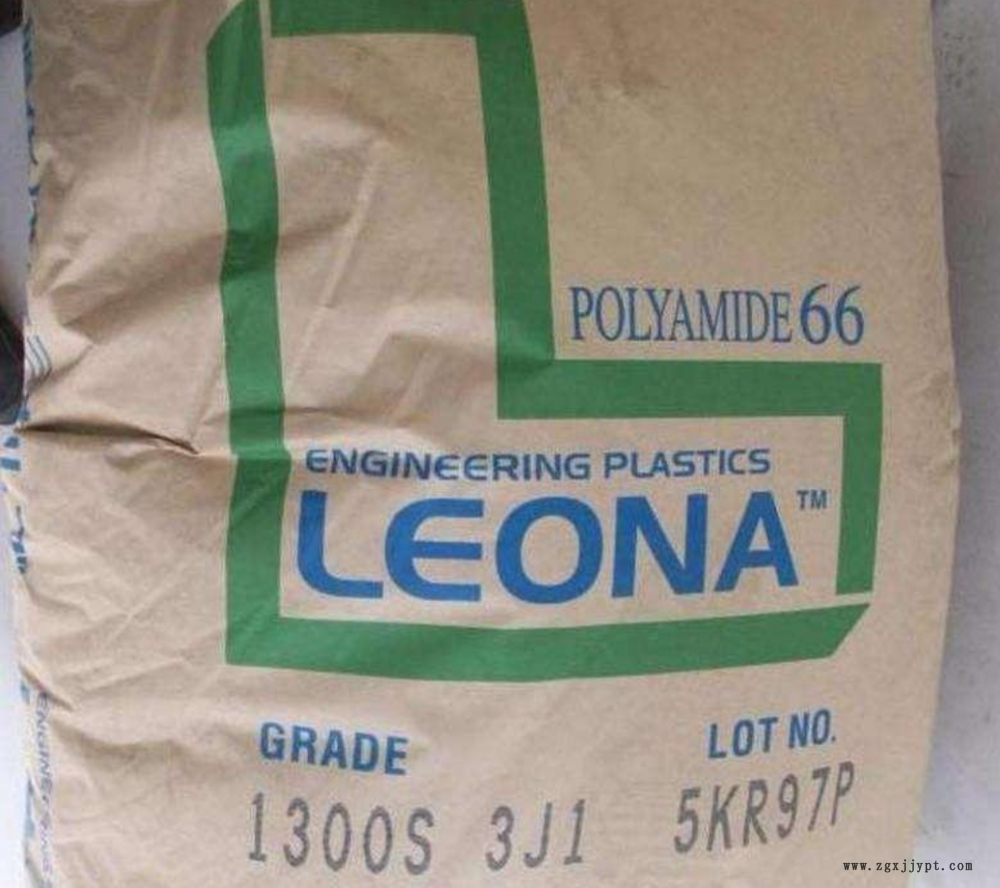 POLYAMIDE 66
ENGINEERING PLASTICS
LEONA™
GRADE
LOT NO.
1300S 3J1
5KR97P
www.zgxjjypt.com